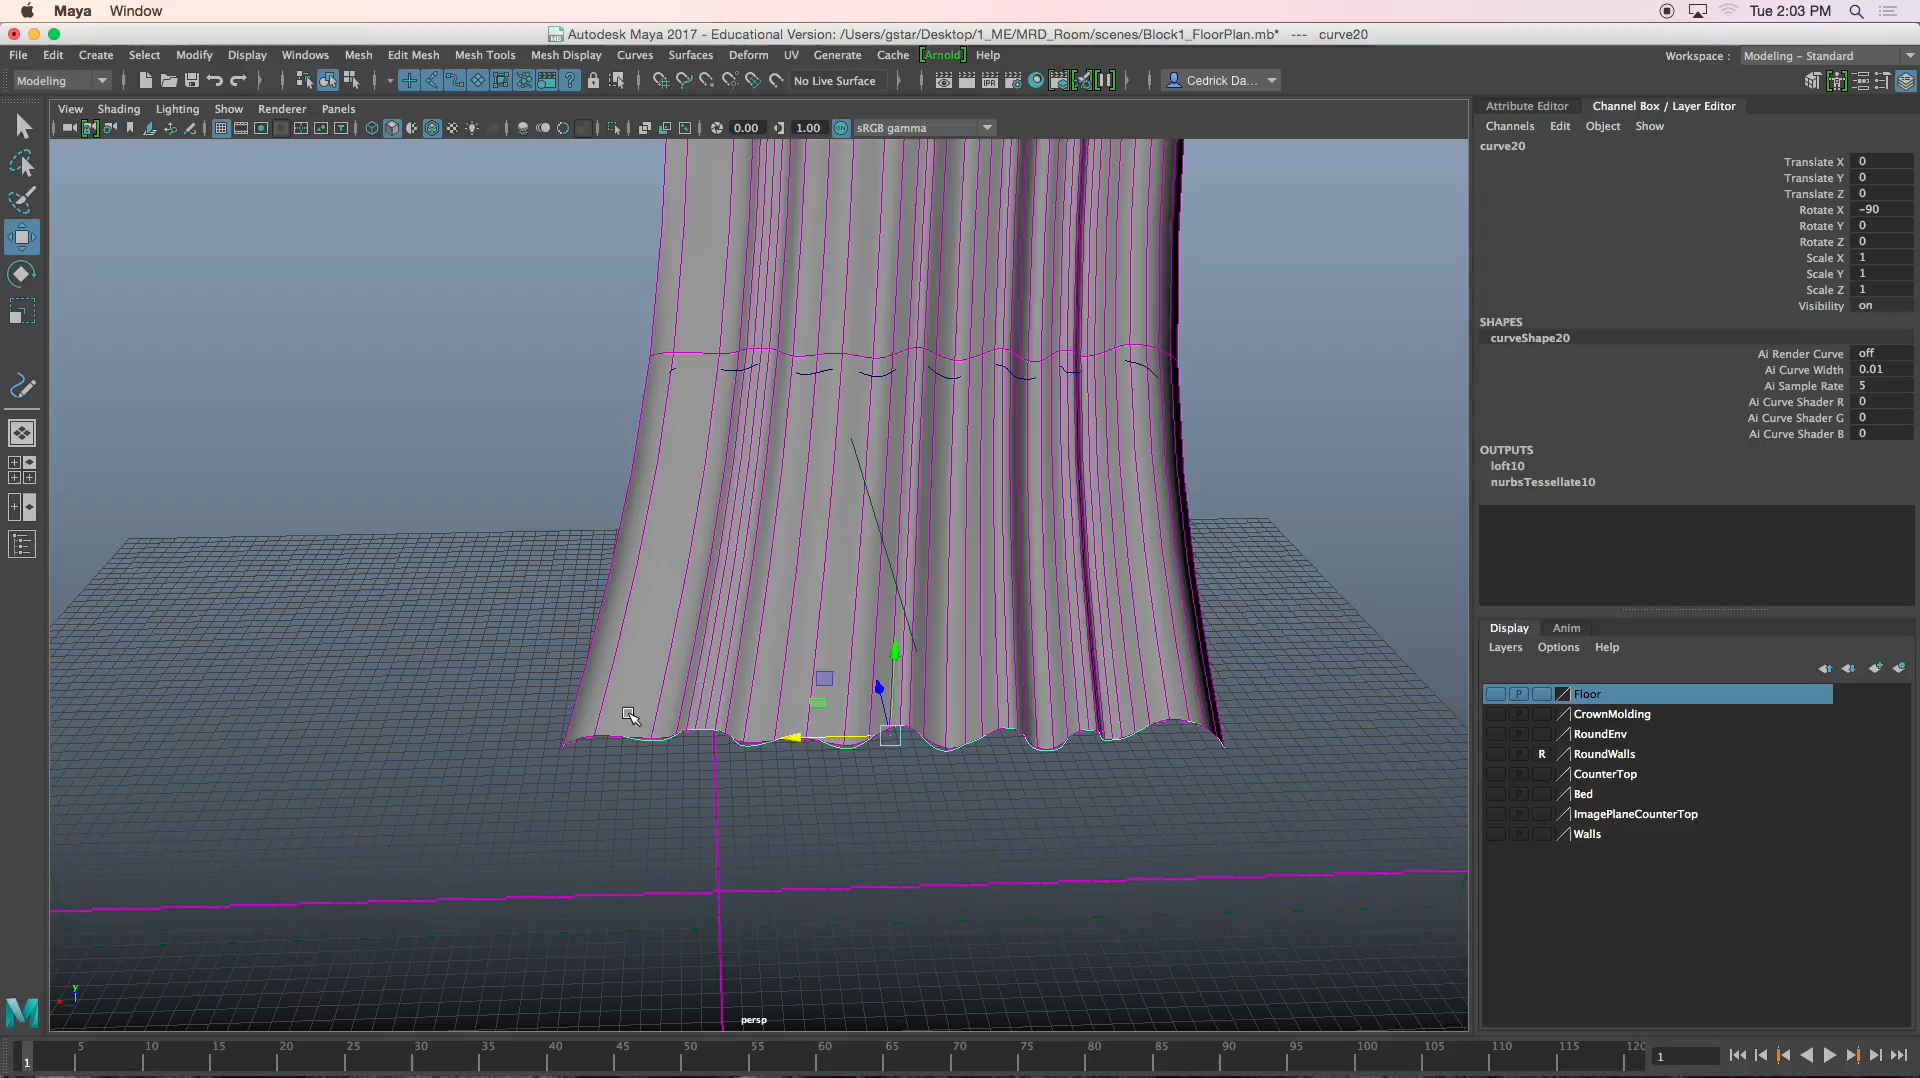 Maya Window Tue 2:03 PM
Autodesk Maya 2017 - Educational Version: /Users/gstar/Desktop/1_ME/MRD_Room/scenes/Block1_FloorPlan.mb* --- curve20
File Edit Create Select Modify Display Windows Mesh Edit Mesh Mesh Tools Mesh Display Curves Surfaces Deform UV Generate Cache [Arnold] Help Workspace : Modeling - Standard
Modeling No Live Surface Cedrick Da...
View Shading Lighting Show Renderer Panels
0.00 1.00 ON sRGB gamma
Attribute Editor Channel Box / Layer Editor
Channels Edit Object Show
curve20
Translate X 0
Translate Y 0
Translate Z 0
Rotate X -90
Rotate Y 0
Rotate Z 0
Scale X 1
Scale Y 1
Scale Z 1
Visibility on
SHAPES
curveShape20
Ai Render Curve off
Ai Curve Width 0.01
Ai Sample Rate 5
Ai Curve Shader R 0
Ai Curve Shader G 0
Ai Curve Shader B 0
OUTPUTS
loft10
nurbsTessellate10
Display Anim
Layers Options Help
P Floor
P CrownMolding
P RoundEnv
P R RoundWalls
P CounterTop
P Bed
P ImagePlaneCounterTop
P Walls
y
persp
M
1 5 10 15 20 25 30 35 40 45 50 55 60 65 70 75 80 85 90 95 100 105 110 115 120 1